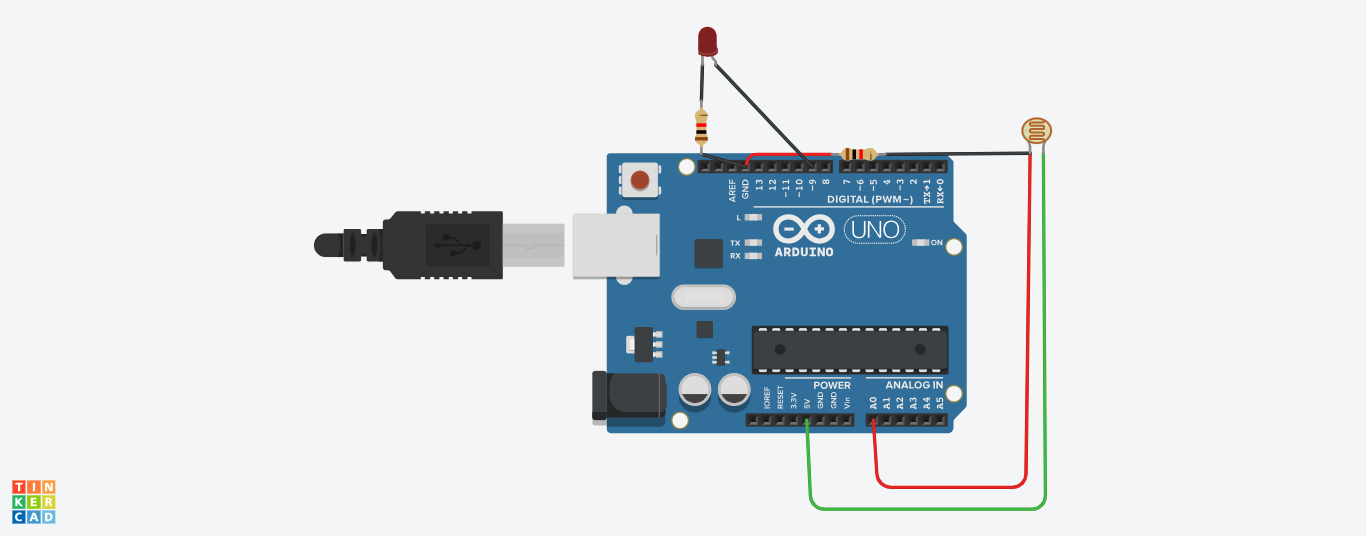 AREF
GND
13
12
~11
~10
~9
8
7
~6
~5
4
~3
2
TX→1
RX←0
DIGITAL (PWM~)
L
TX
RX
ARDUINO
UNO
ON
POWER
ANALOG IN
IOREF
RESET
3.3V
5V
GND
GND
Vin
A0
A1
A2
A3
A4
A5
TIN
KER
CAD